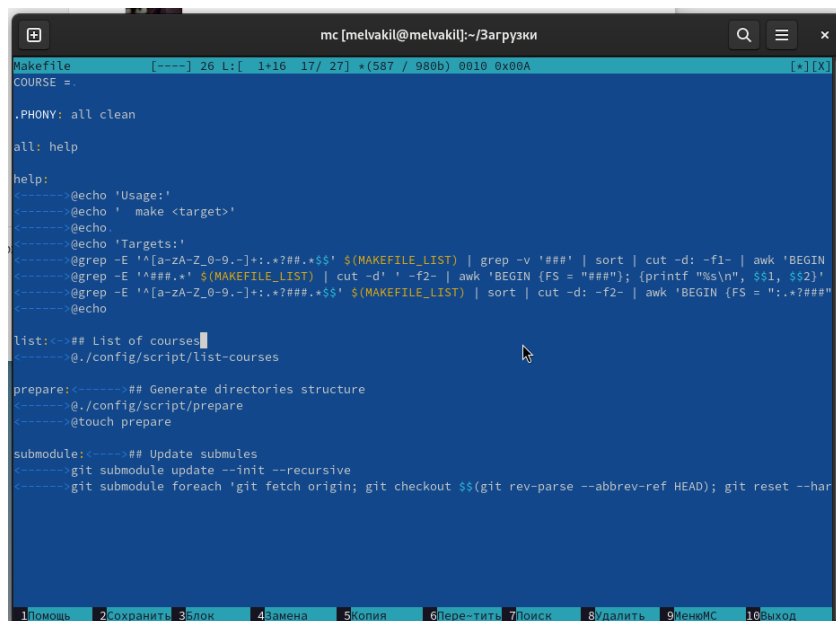 mc [melvakil@melvakil]:~/Загрузки
Makefile [----] 26 L:[ 1+16 17/ 27] *(587 / 980b) 0010 0x00A [*][X]
COURSE =.
.PHONY: all clean
all: help
help:
<------>@echo 'Usage:'
<------>@echo '  make <target>'
<------>@echo.
<------>@echo 'Targets:'
<------>@grep -E '^[a-zA-Z_0-9.-]+:.*?##.*$$' $(MAKEFILE_LIST) | grep -v '###' | sort | cut -d: -f1- | awk 'BEGIN
<------>@grep -E '^###.*' $(MAKEFILE_LIST) | cut -d' ' -f2- | awk 'BEGIN {FS = "###"}; {printf "%s\n", $$1, $$2}'
<------>@grep -E '^[a-zA-Z_0-9.-]+:.*?###.*$$' $(MAKEFILE_LIST) | sort | cut -d: -f2- | awk 'BEGIN {FS = ":.*?###"
<------>@echo
list:<->## List of courses
<------>@./config/script/list-courses
prepare:<------>## Generate directories structure
<------>@./config/script/prepare
<------>@touch prepare
submodule:<---->## Update submules
<------>git submodule update --init --recursive
<------>git submodule foreach 'git fetch origin; git checkout $$(git rev-parse --abbrev-ref HEAD); git reset --har
1Помощь 2Сохранить 3Блок 4Замена 5Копия 6Пере~тить 7Поиск 8Удалить 9МенюMC 10Выход